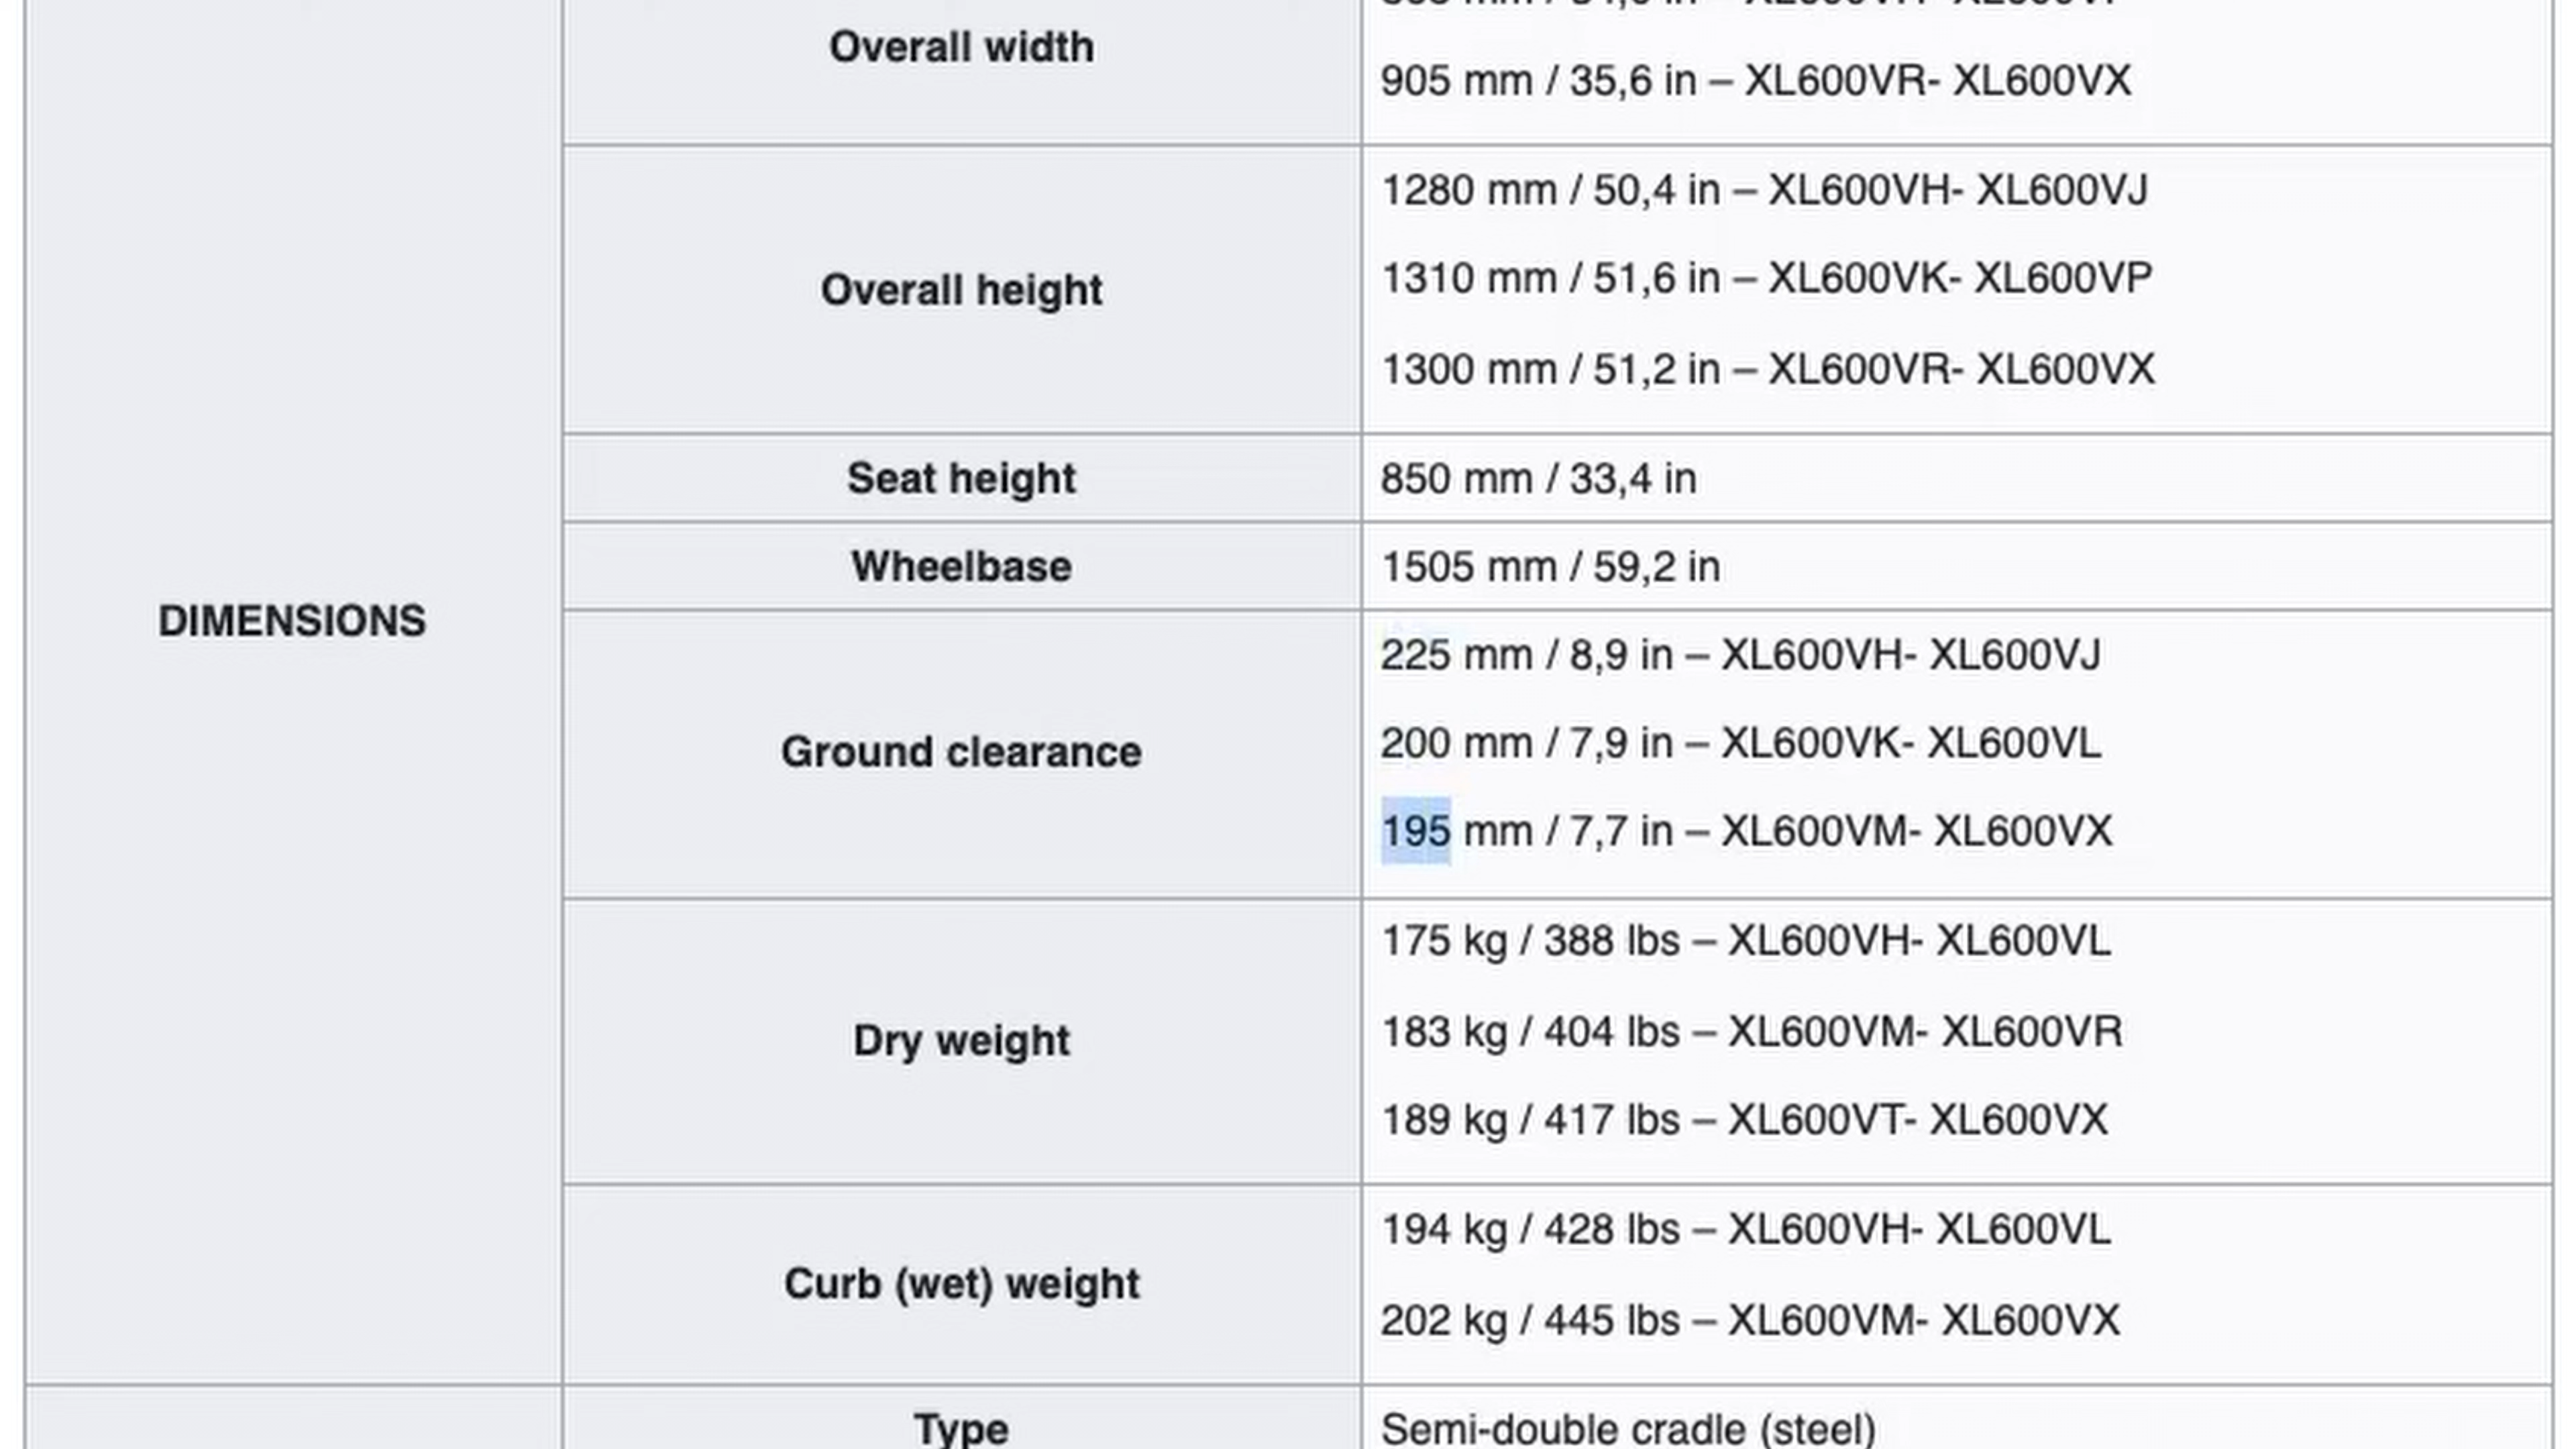 Overall width
905 mm / 35,6 in – XL600VR- XL600VX
Overall height
1280 mm / 50,4 in – XL600VH- XL600VJ
1310 mm / 51,6 in – XL600VK- XL600VP
1300 mm / 51,2 in – XL600VR- XL600VX
Seat height
850 mm / 33,4 in
Wheelbase
1505 mm / 59,2 in
DIMENSIONS
Ground clearance
225 mm / 8,9 in – XL600VH- XL600VJ
200 mm / 7,9 in – XL600VK- XL600VL
195 mm / 7,7 in – XL600VM- XL600VX
Dry weight
175 kg / 388 lbs – XL600VH- XL600VL
183 kg / 404 lbs – XL600VM- XL600VR
189 kg / 417 lbs – XL600VT- XL600VX
Curb (wet) weight
194 kg / 428 lbs – XL600VH- XL600VL
202 kg / 445 lbs – XL600VM- XL600VX
Type
Semi-double cradle (steel)